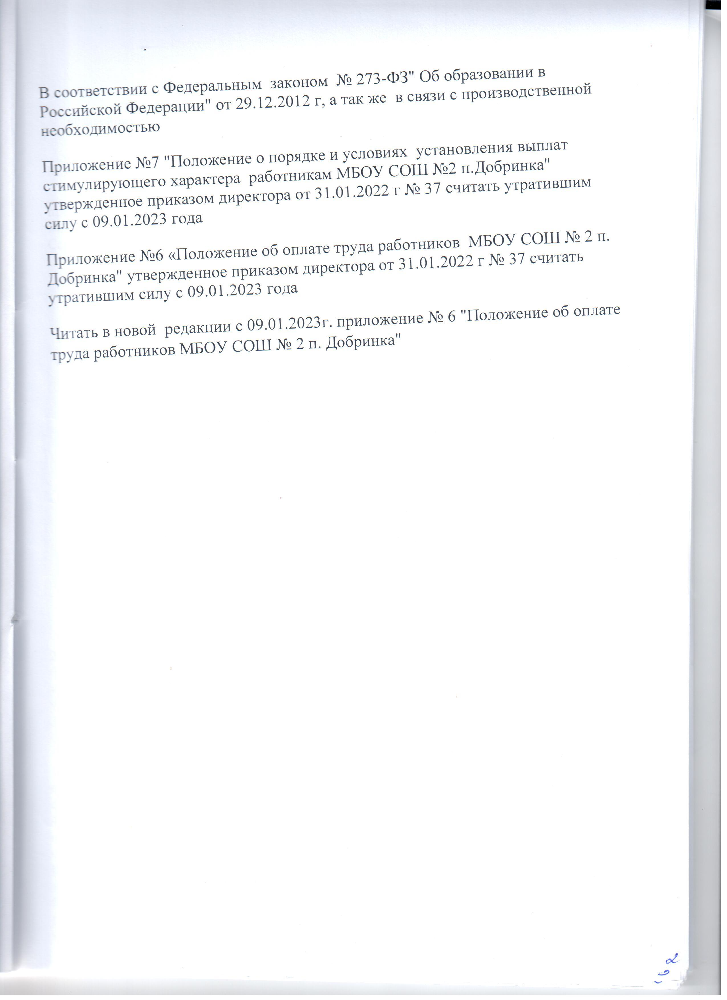 В соответствии с Федеральным законом № 273-ФЗ" Об образовании в
Российской Федерации" от 29.12.2012 г, а так же в связи с производственной
необходимостью
Приложение №7 "Положение о порядке и условиях установления выплат
стимулирующего характера работникам МБОУ СОШ №2 п.Добринка"
утвержденное приказом директора от 31.01.2022 г № 37 считать утратившим
силу с 09.01.2023 года
Приложение №6 «Положение об оплате труда работников МБОУ СОШ № 2 п.
Добринка" утвержденное приказом директора от 31.01.2022 г № 37 считать
утратившим силу с 09.01.2023 года
Читать в новой редакции с 09.01.2023г. приложение № 6 "Положение об оплате
труда работников МБОУ СОШ № 2 п. Добринка"
2